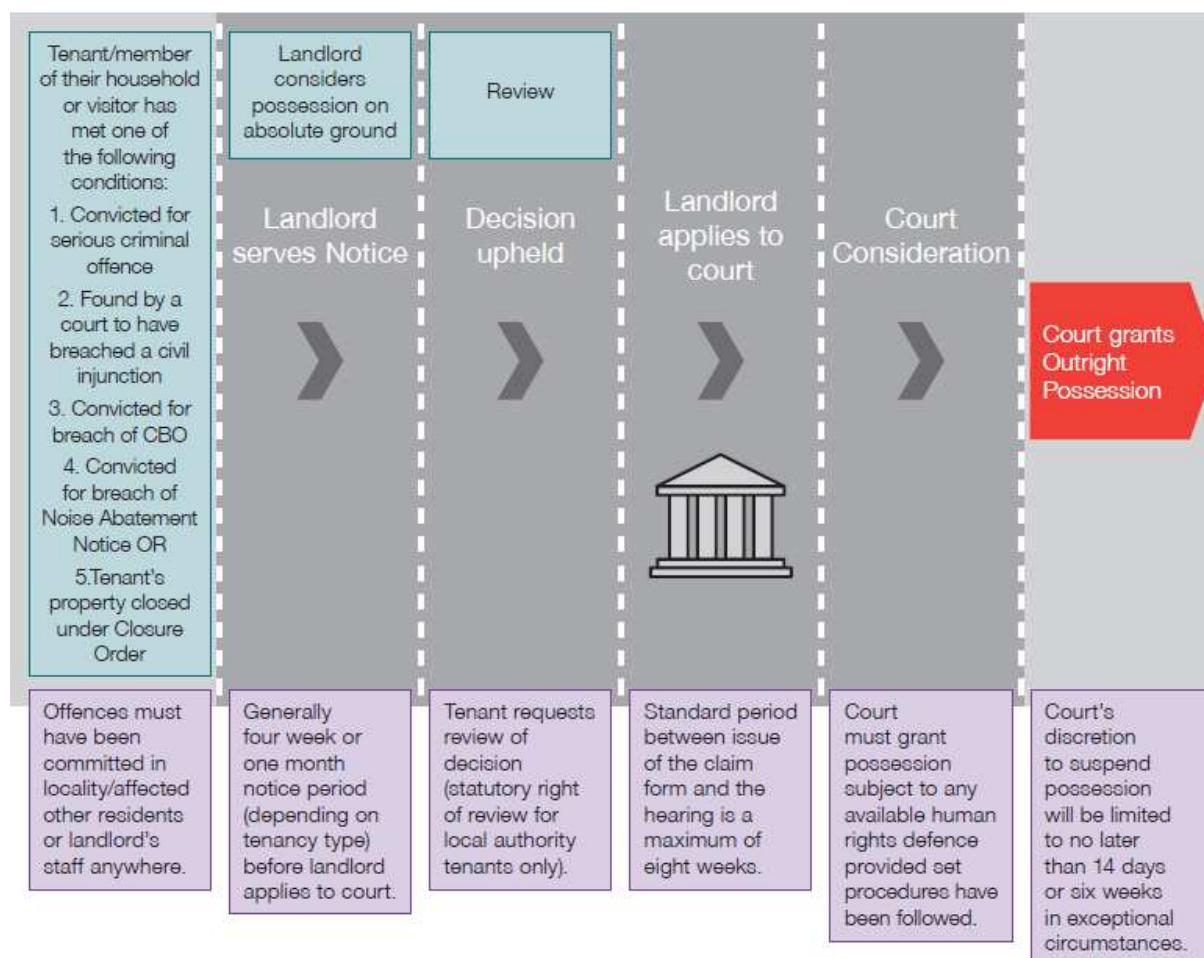 Tenant/member
of their household
or visitor has
met one of
the following
conditions:
1. Convicted for
serious criminal
offence
2. Found by a
court to have
breached a civil
injunction
3. Convicted for
breach of CBO
4. Convicted
for breach of
Noise Abatement
Notice OR
5.Tenant's
property closed
under Closure
Order
Landlord
considers
possession on
absolute ground
Review
Landlord
serves Notice
Decision
upheld
Landlord
applies to
court
Court
Consideration
Court grants
Outright
Possession
Offences must
have been
committed in
locality/affected
other residents
or landlord's
staff anywhere.
Generally
four week or
one month
notice period
(depending on
tenancy type)
before landlord
applies to court.
Tenant requests
review of
decision
(statutory right
of review for
local authority
tenants only).
Standard period
between issue
of the claim
form and the
hearing is a
maximum of
eight weeks.
Court
must grant
possession
subject to any
available human
rights defence
provided set
procedures have
been followed.
Court's
discretion
to suspend
possession
will be limited
to no later
than 14 days
or six weeks
in exceptional
circumstances.